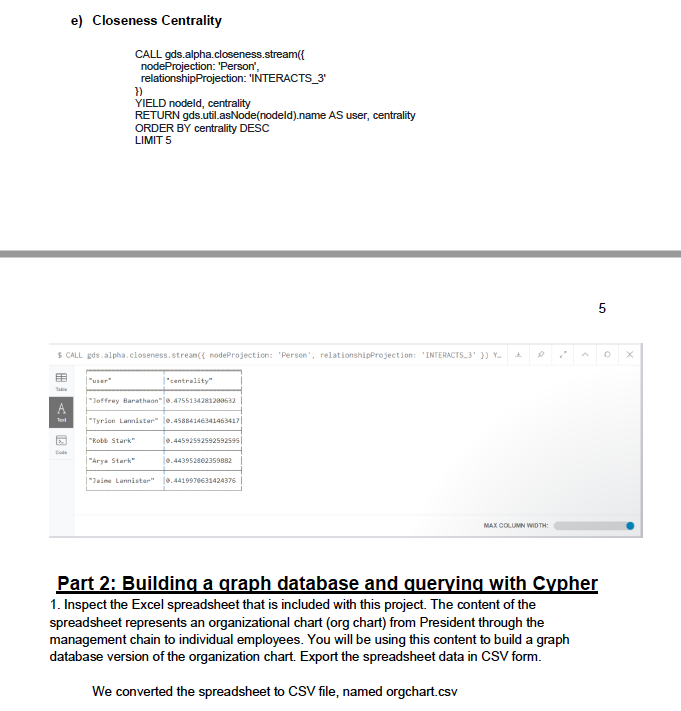 e) Closeness Centrality
CALL gds.alpha.closeness.stream({
nodeProjection: 'Person',
relationshipProjection: 'INTERACTS_3'
})
YIELD nodeId, centrality
RETURN gds.util.asNode(nodeId).name AS user, centrality
ORDER BY centrality DESC
LIMIT 5
5
$ CALL gds.alpha.closeness.stream({ nodeProjection: 'Person', relationshipProjection: 'INTERACTS_3' }) Y…
Table
"user" "centrality"
"Joffrey Baratheon" 0.4755134281200632
A
Text
"Tyrion Lannister" 0.45884146341463417
"Robb Stark" 0.44592592592592595
Code
"Arya Stark" 0.443952802359882
"Jaime Lannister" 0.4419970631424376
MAX COLUMN WIDTH:
Part 2: Building a graph database and querying with Cypher
1. Inspect the Excel spreadsheet that is included with this project. The content of the
spreadsheet represents an organizational chart (org chart) from President through the
management chain to individual employees. You will be using this content to build a graph
database version of the organization chart. Export the spreadsheet data in CSV form.
We converted the spreadsheet to CSV file, named orgchart.csv